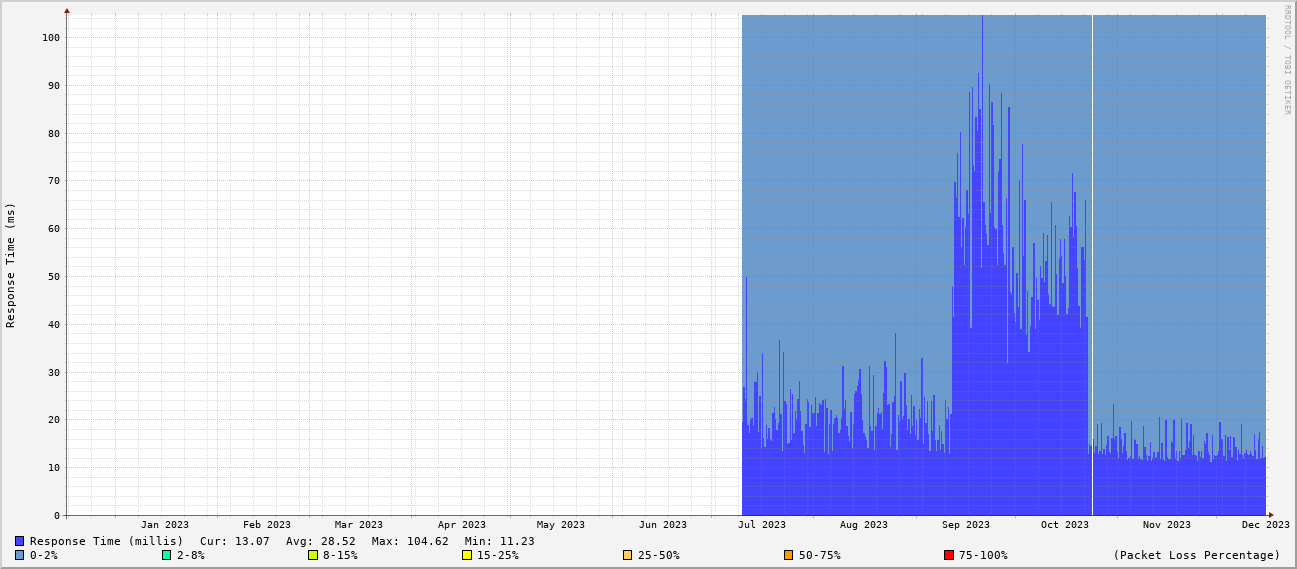 RRDTOOL / TOBI OETIKER
Response Time (ms)
100
90
80
70
60
50
40
30
20
10
0
Jan 2023 Feb 2023 Mar 2023 Apr 2023 May 2023 Jun 2023 Jul 2023 Aug 2023 Sep 2023 Oct 2023 Nov 2023 Dec 2023
Response Time (millis) Cur: 13.07 Avg: 28.52 Max: 104.62 Min: 11.23
0-2% 2-8% 8-15% 15-25% 25-50% 50-75% 75-100% (Packet Loss Percentage)